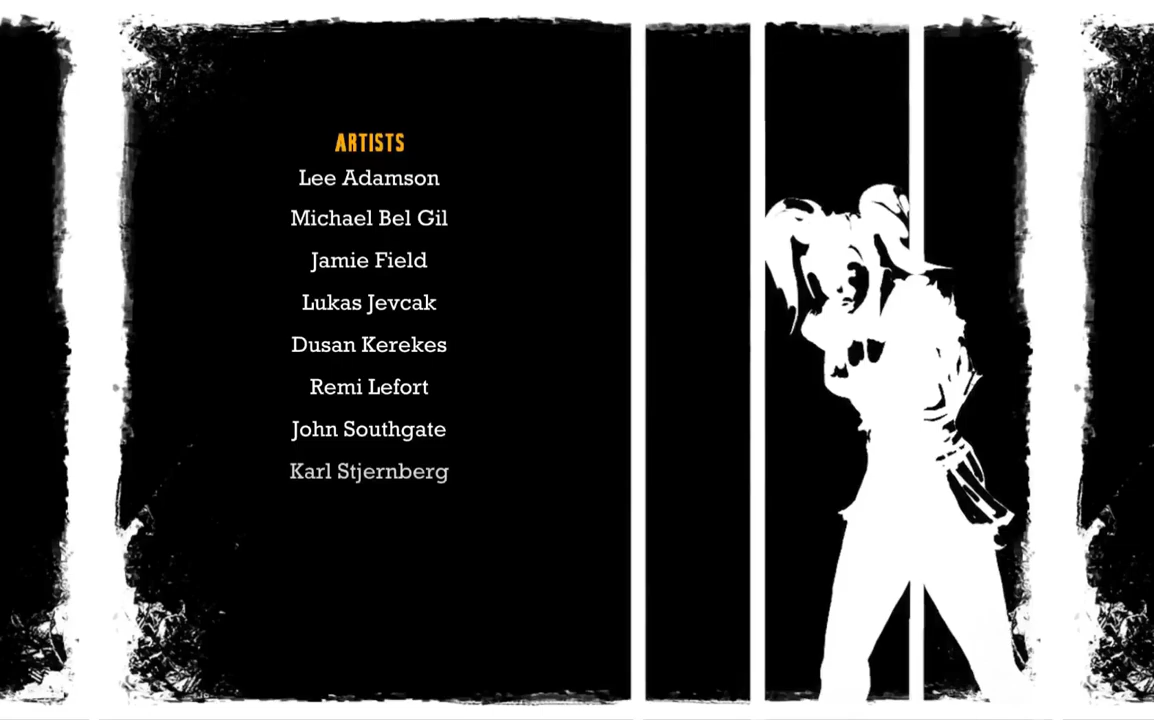 ARTISTS
Lee Adamson
Michael Bel Gil
Jamie Field
Lukas Jevcak
Dusan Kerekes
Remi Lefort
John Southgate
Karl Stjernberg